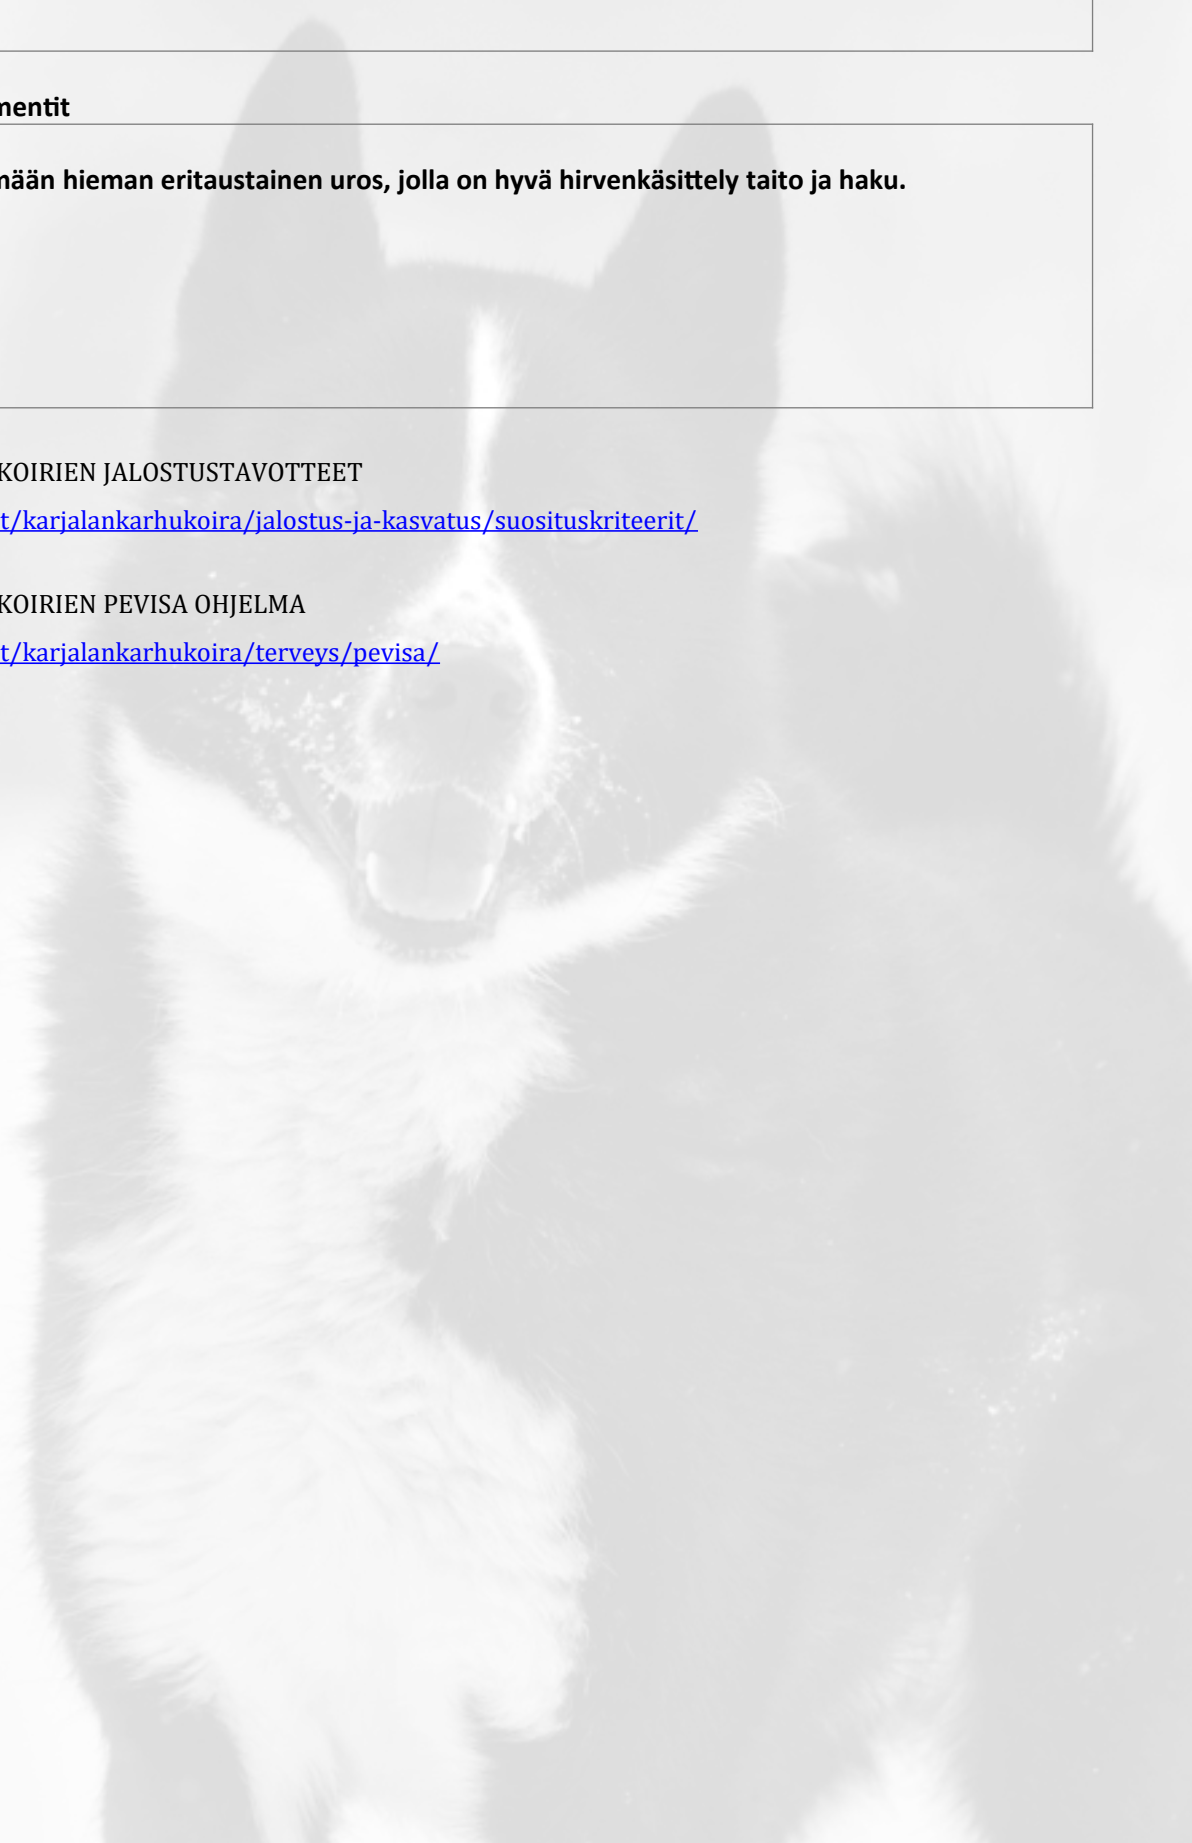 mentit
mään hieman eritaustainen uros, jolla on hyvä hirvenkäsittely taito ja haku.
KOIRIEN JALOSTUSTAVOTTEET
t/karjalankarhukoira/jalostus-ja-kasvatus/suosituskriteerit/
KOIRIEN PEVISA OHJELMA
t/karjalankarhukoira/terveys/pevisa/